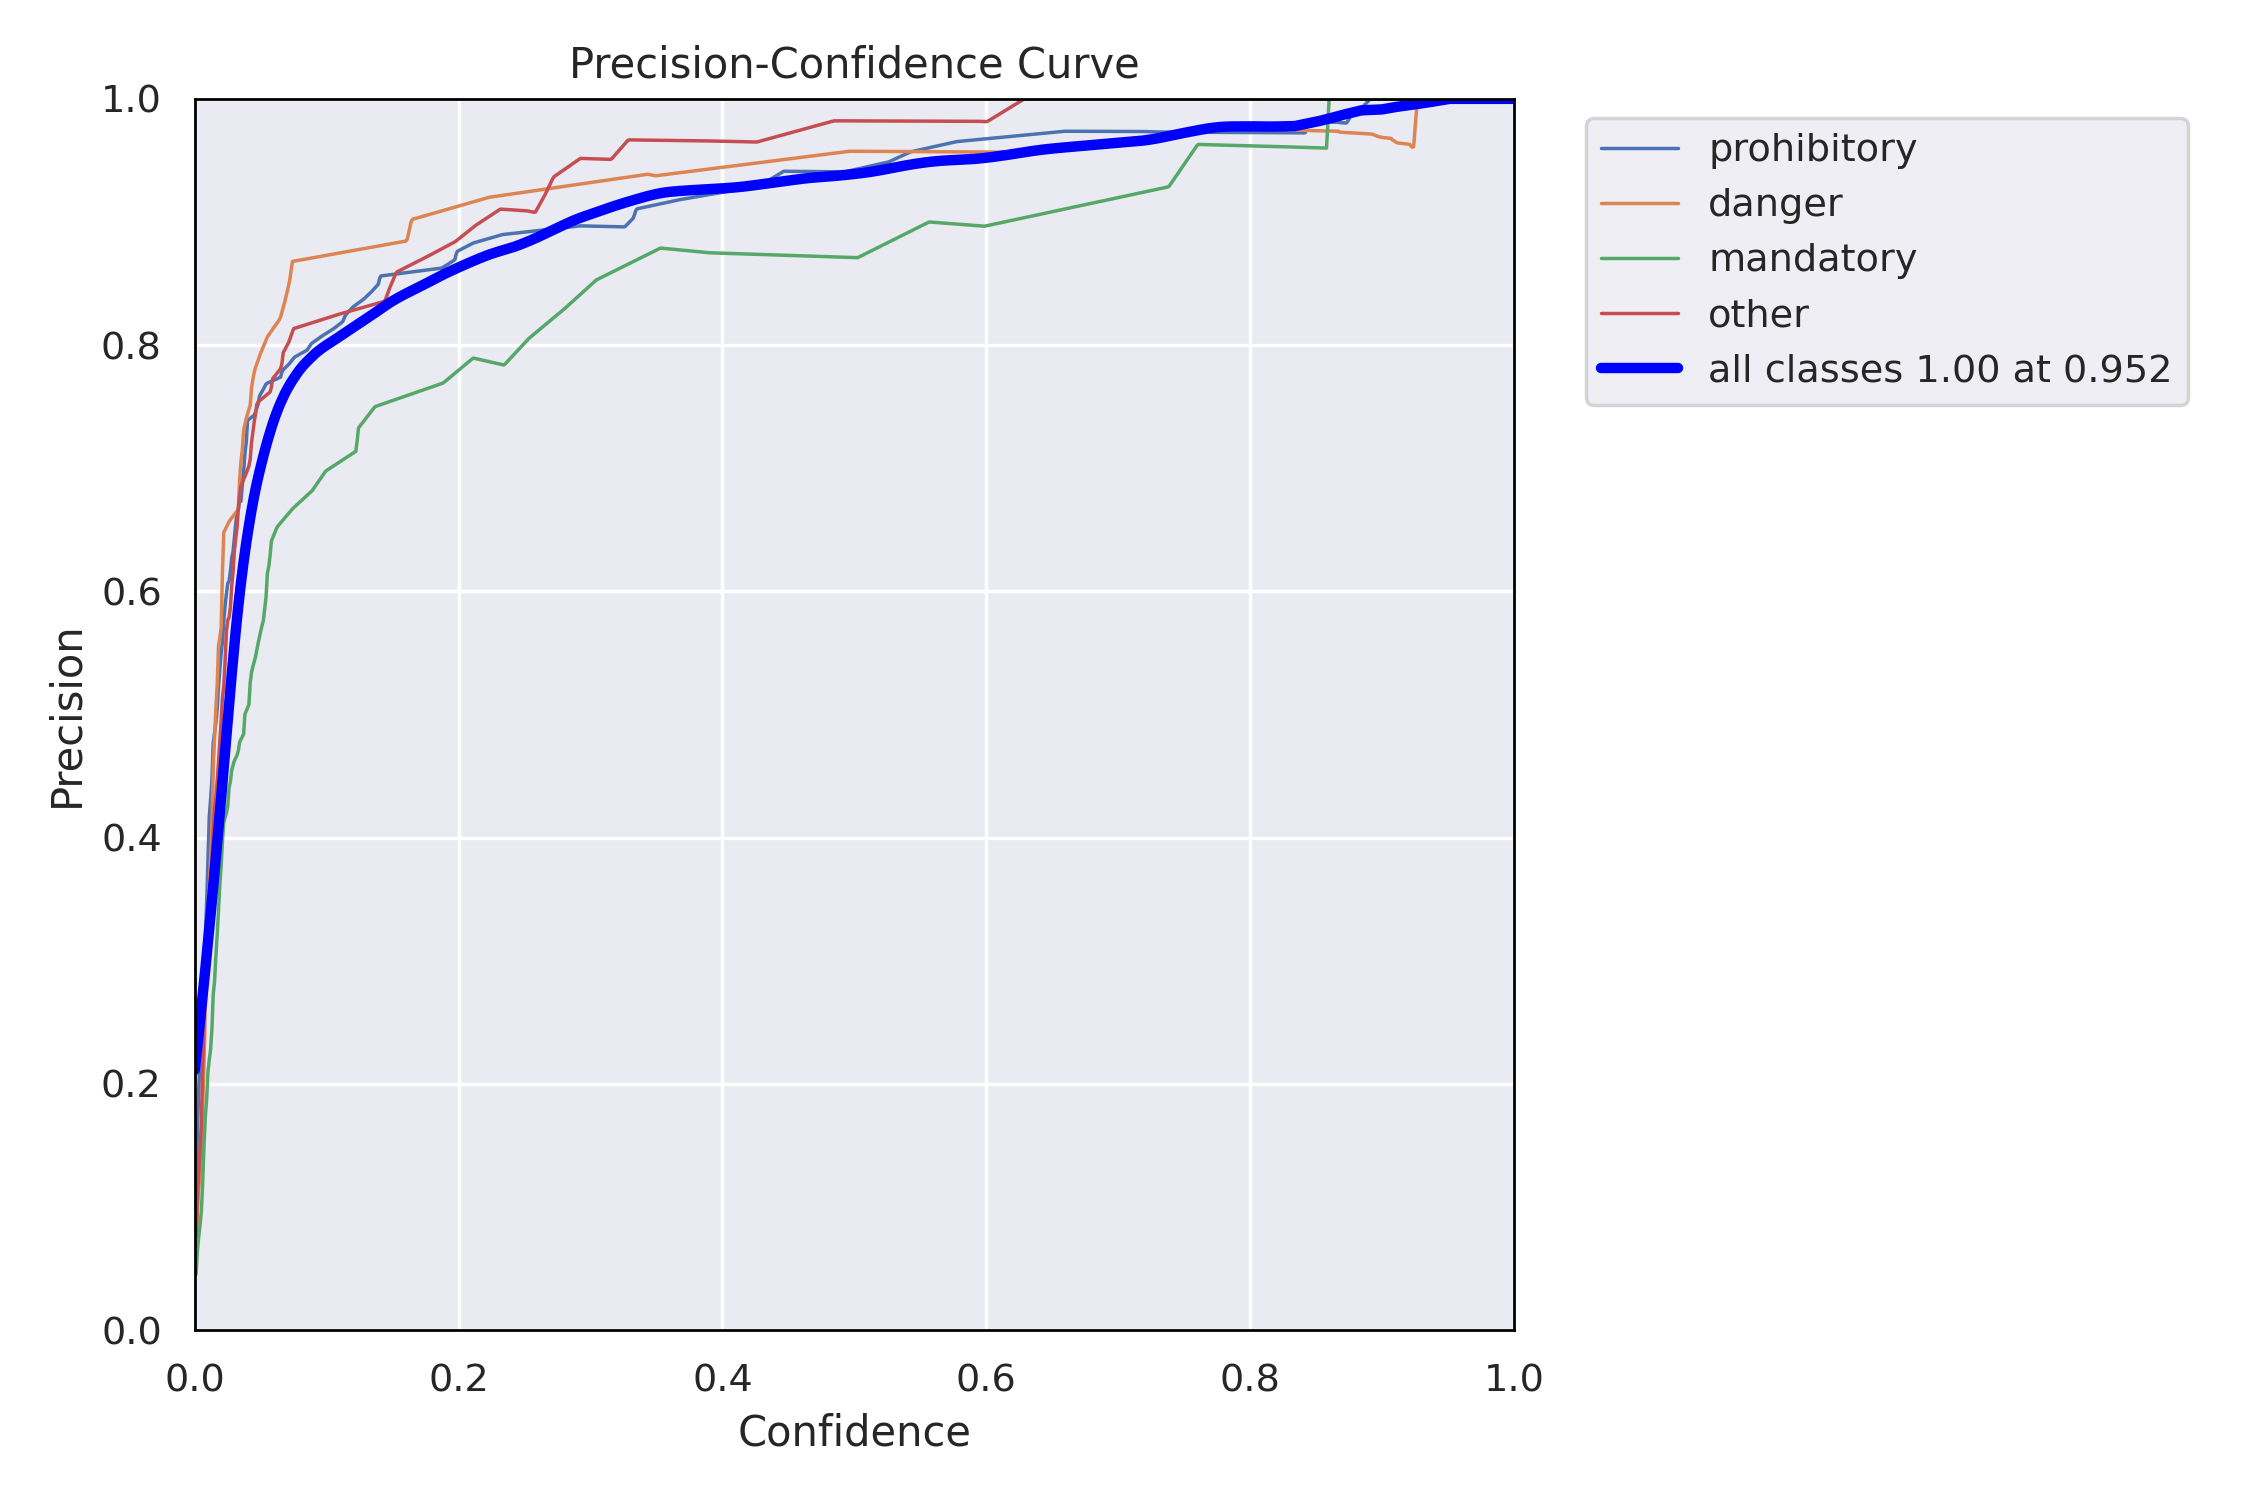 Precision-Confidence Curve
1.0
0.8
0.6
0.4
0.2
0.0
Precision
0.0 0.2 0.4 0.6 0.8 1.0
Confidence
prohibitory
danger
mandatory
other
all classes 1.00 at 0.952